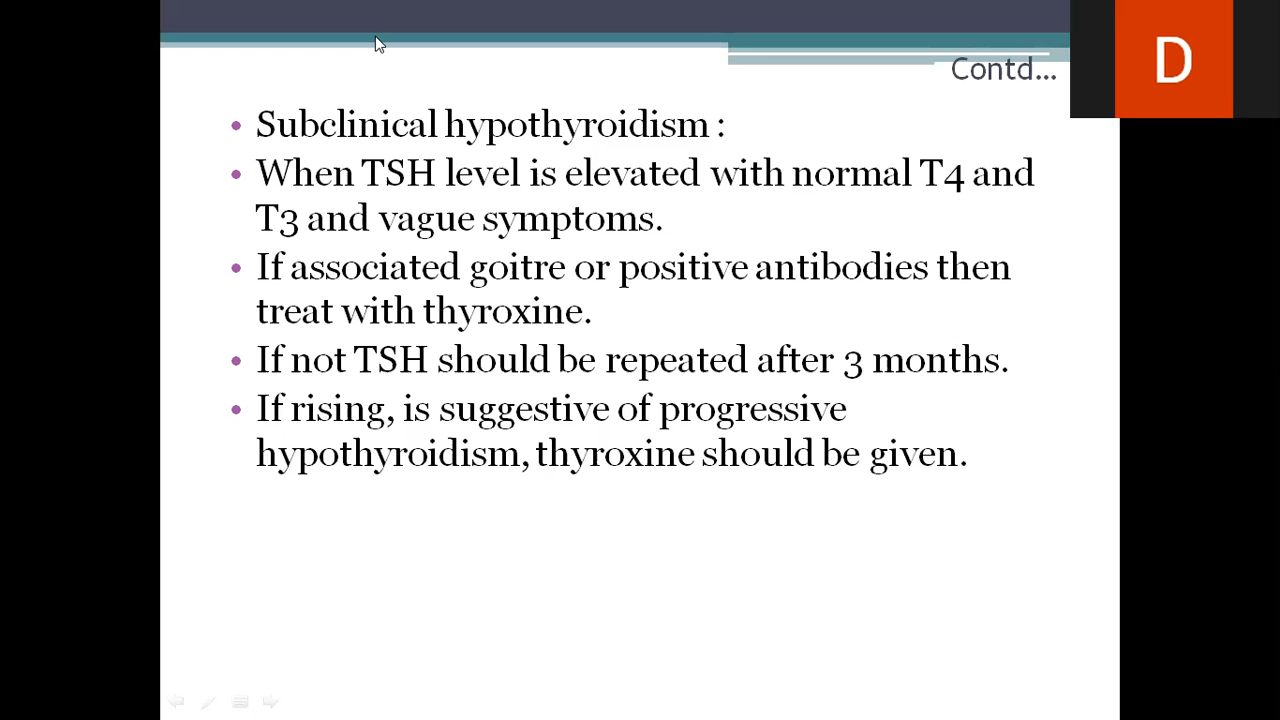 Contd...
D
Subclinical hypothyroidism :
When TSH level is elevated with normal T4 and
T3 and vague symptoms.
If associated goitre or positive antibodies then
treat with thyroxine.
If not TSH should be repeated after 3 months.
If rising, is suggestive of progressive
hypothyroidism, thyroxine should be given.